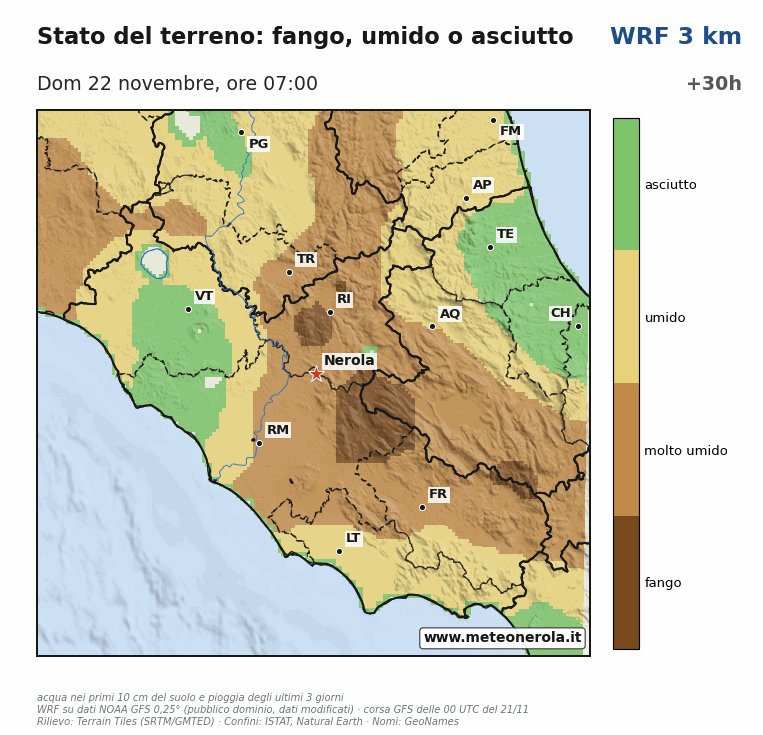 Stato del terreno: fango, umido o asciutto
WRF 3 km
Dom 22 novembre, ore 07:00
+30h
FM
PG
AP
TE
TR
VT
RI
AQ
CH
Nerola
RM
FR
LT
www.meteonerola.it
asciutto
umido
molto umido
fango
acqua nei primi 10 cm del suolo e pioggia degli ultimi 3 giorni
WRF su dati NOAA GFS 0,25° (pubblico dominio, dati modificati) · corsa GFS delle 00 UTC del 21/11
Rilievo: Terrain Tiles (SRTM/GMTED) · Confini: ISTAT, Natural Earth · Nomi: GeoNames